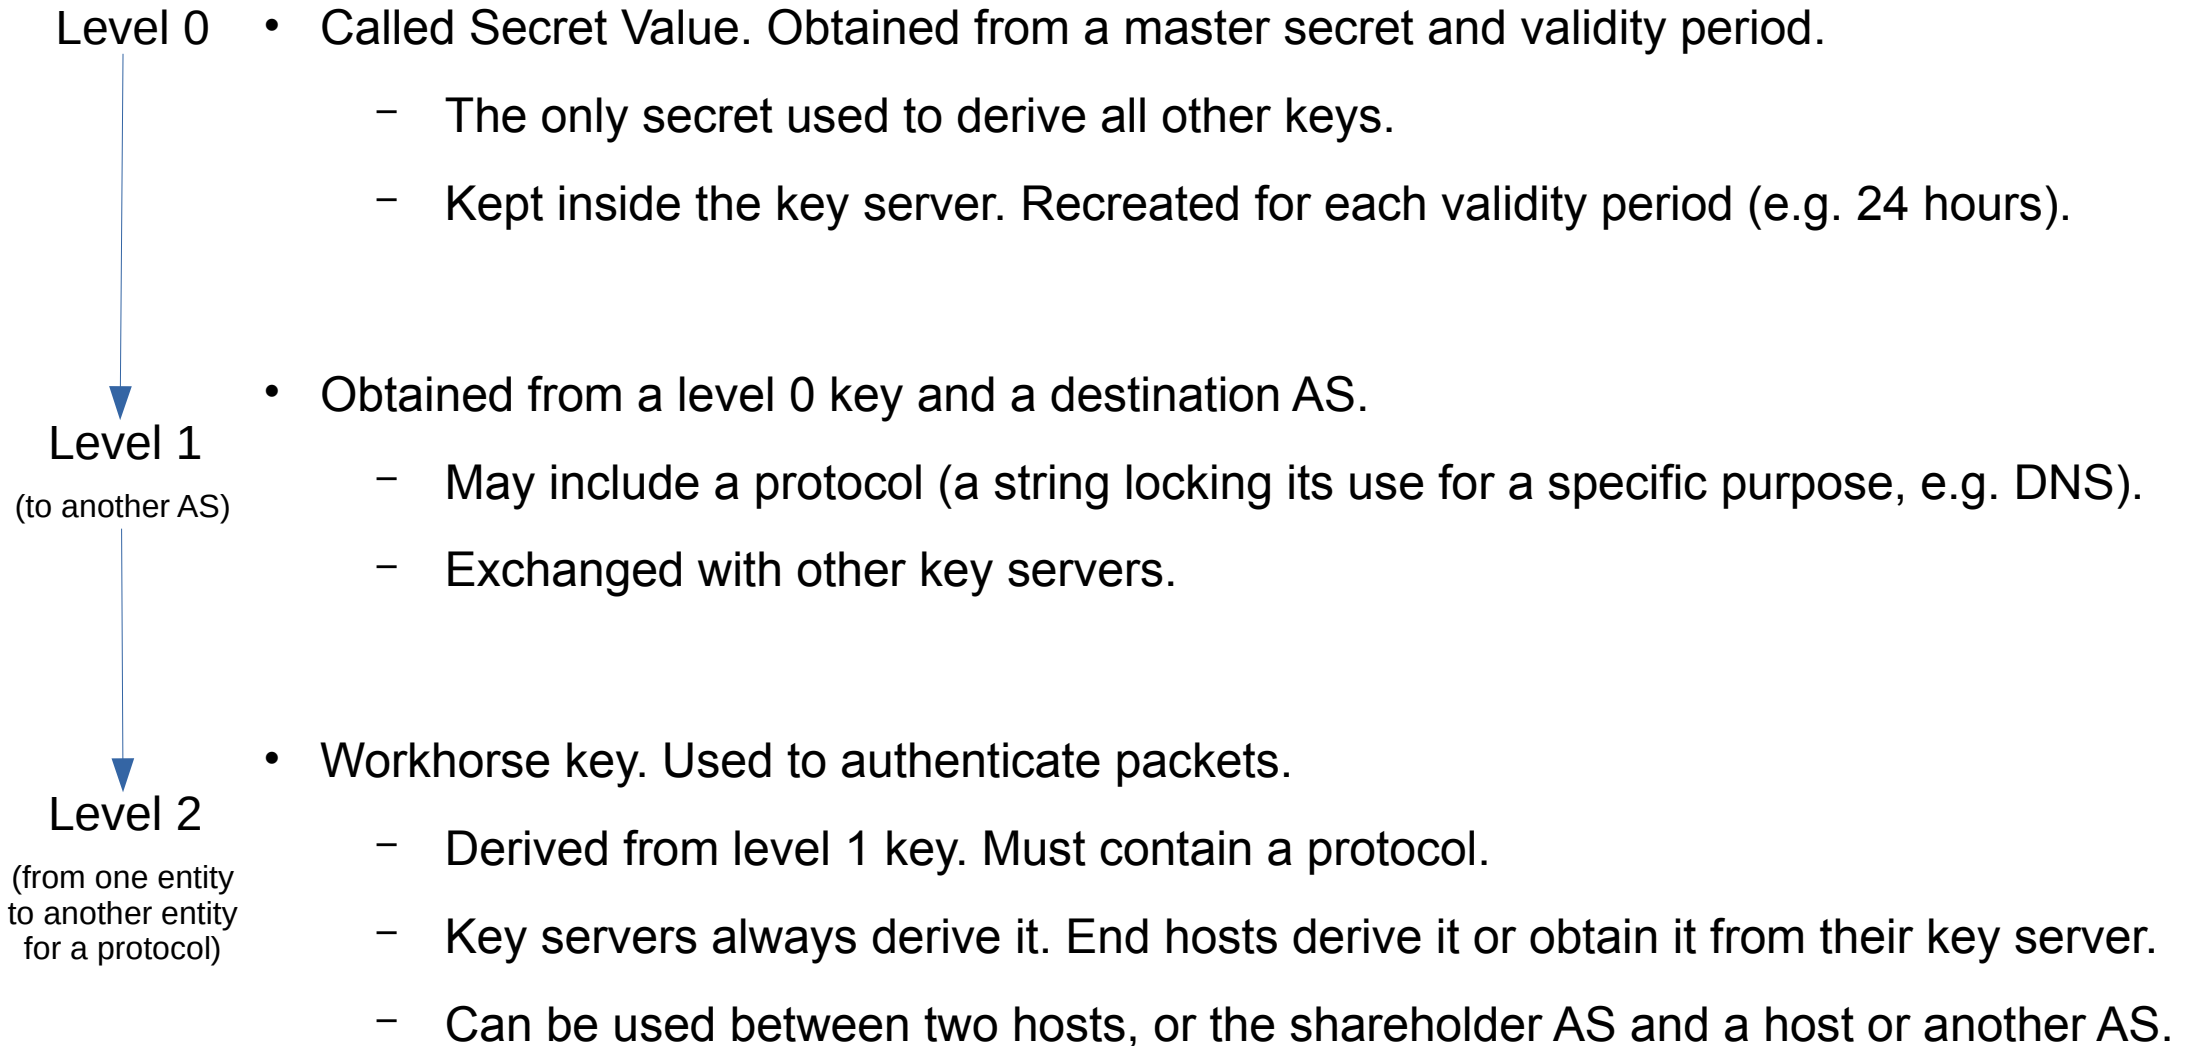 Level 0
• Called Secret Value. Obtained from a master secret and validity period.
– The only secret used to derive all other keys.
– Kept inside the key server. Recreated for each validity period (e.g. 24 hours).
Level 1
(to another AS)
• Obtained from a level 0 key and a destination AS.
– May include a protocol (a string locking its use for a specific purpose, e.g. DNS).
– Exchanged with other key servers.
Level 2
(from one entity
to another entity
for a protocol)
• Workhorse key. Used to authenticate packets.
– Derived from level 1 key. Must contain a protocol.
– Key servers always derive it. End hosts derive it or obtain it from their key server.
– Can be used between two hosts, or the shareholder AS and a host or another AS.